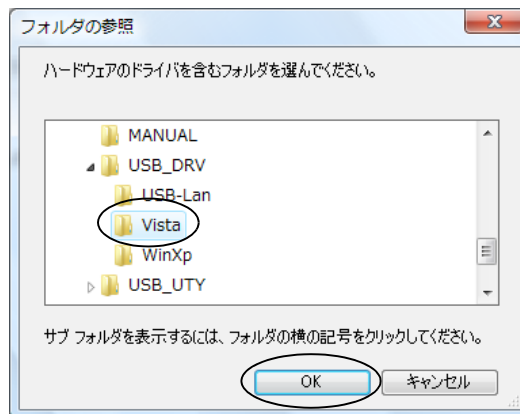 フォルダの参照
ハードウェアのドライバを含むフォルダを選んでください。
MANUAL
USB_DRV
USB-Lan
Vista
WinXp
USB_UTY
サブ フォルダを表示するには、フォルダの横の記号をクリックしてください。
OK キャンセル